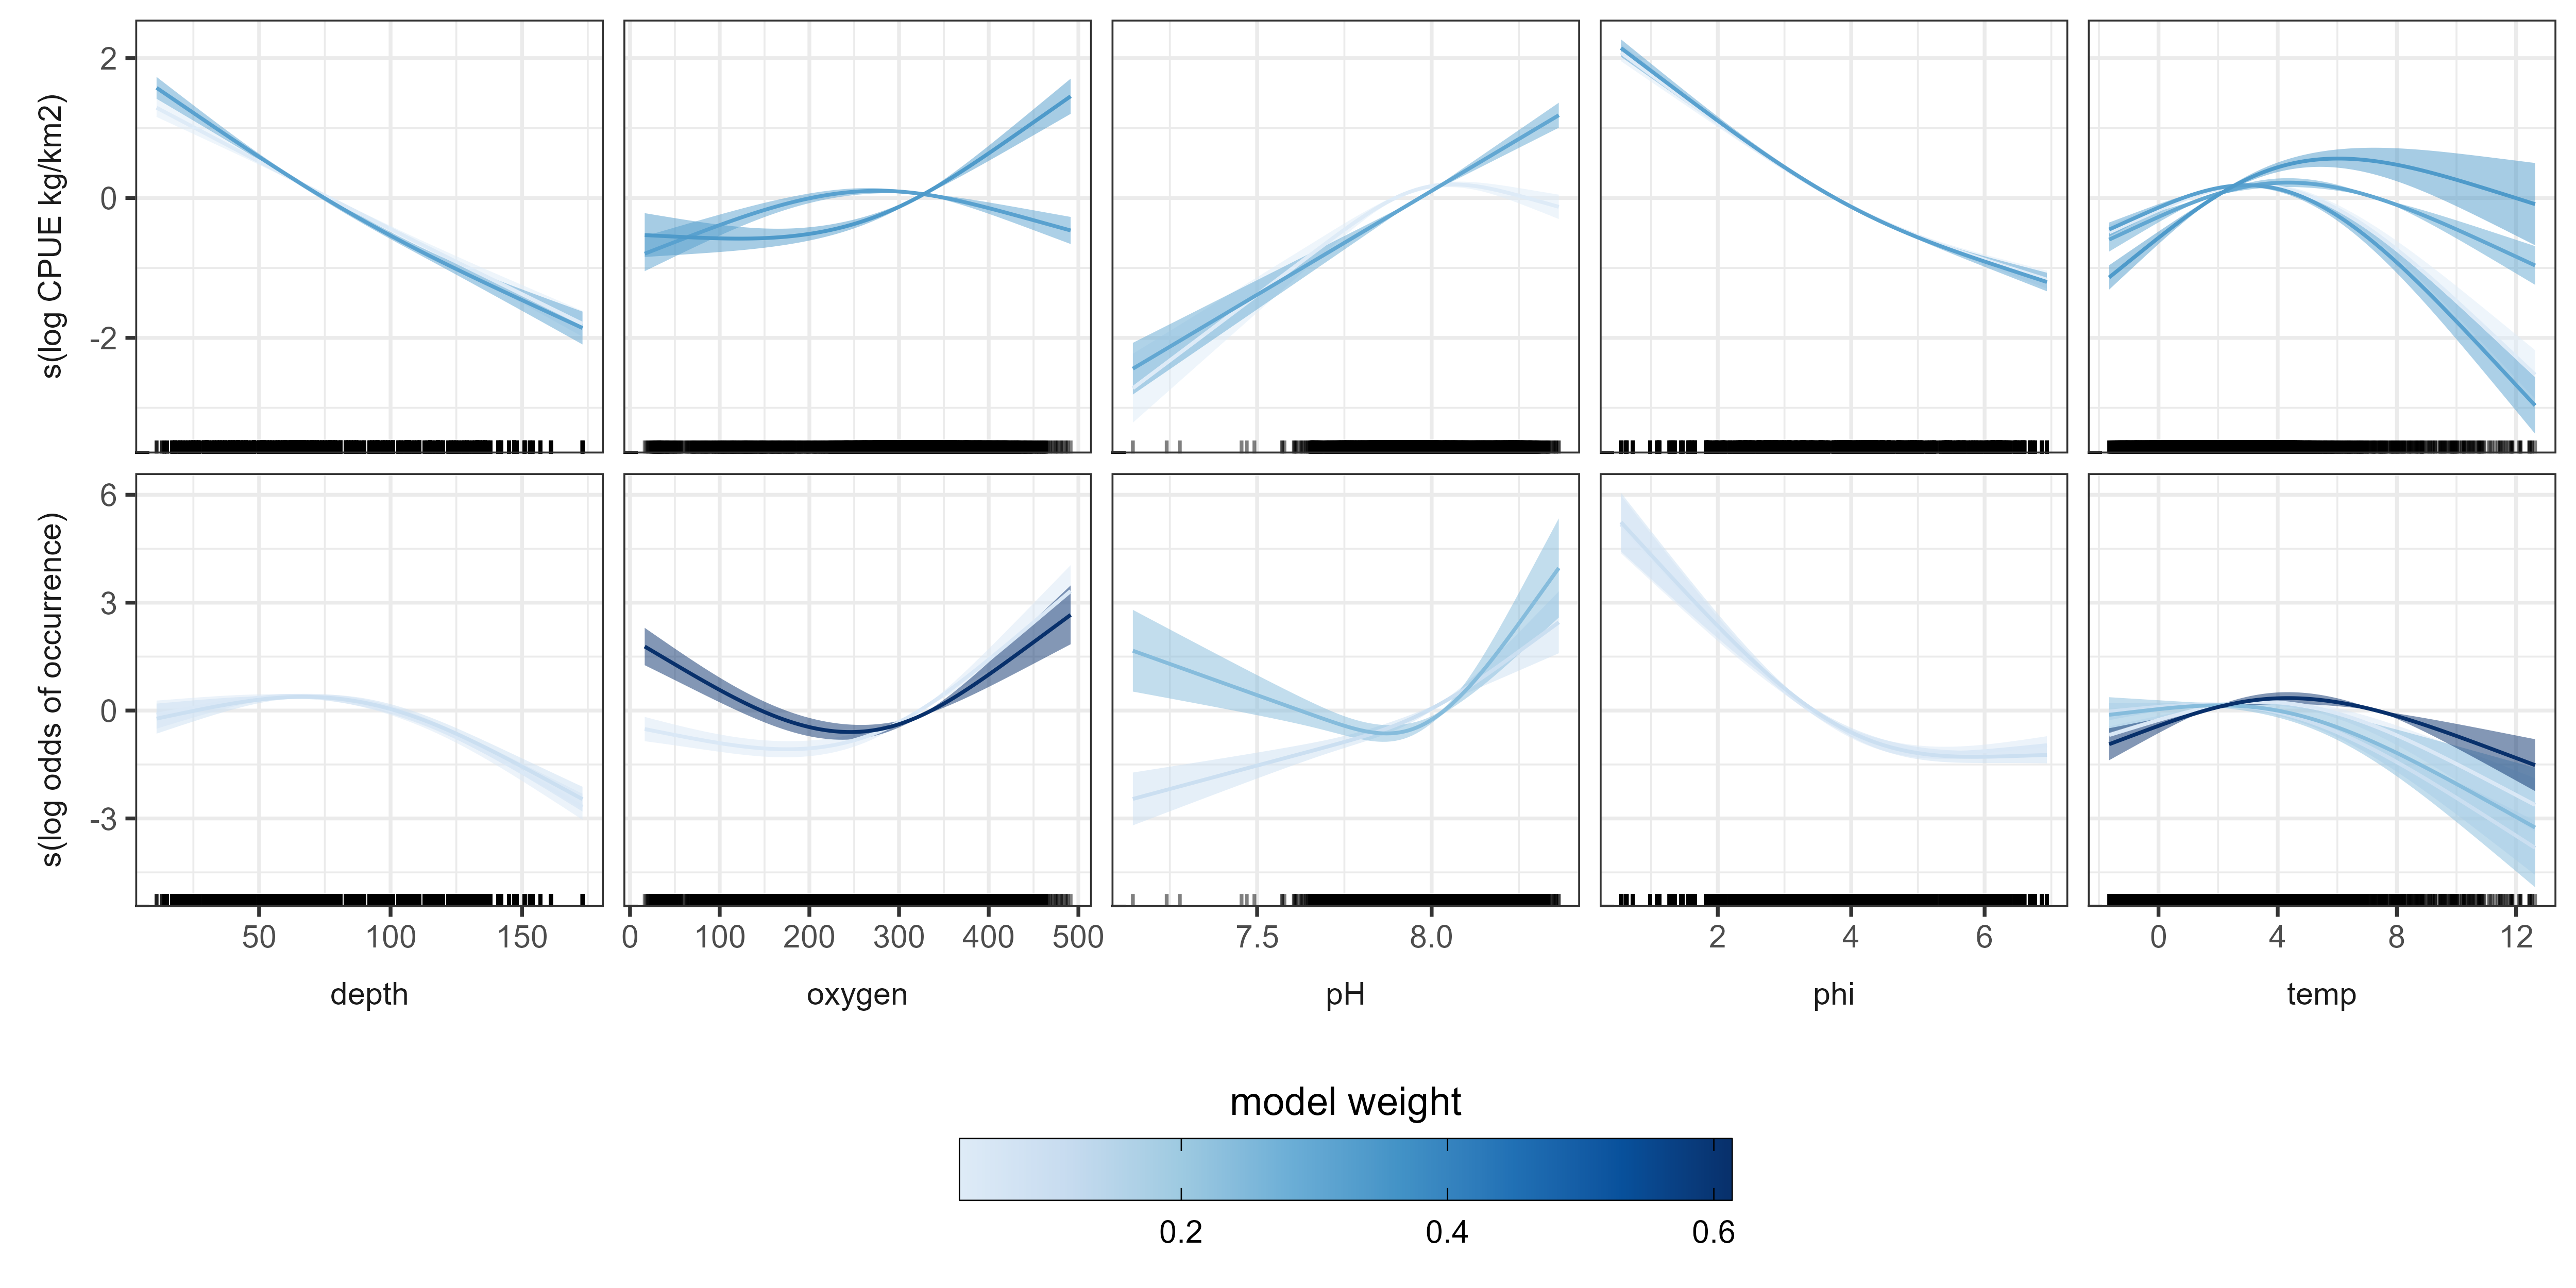 s(log CPUE kg/km2)
2
0
-2
s(log odds of occurrence)
6
3
0
-3
50 100 150
0 100 200 300 400 500
7.5 8.0
2 4 6
0 4 8 12
depth oxygen pH phi temp
model weight
0.2 0.4 0.6